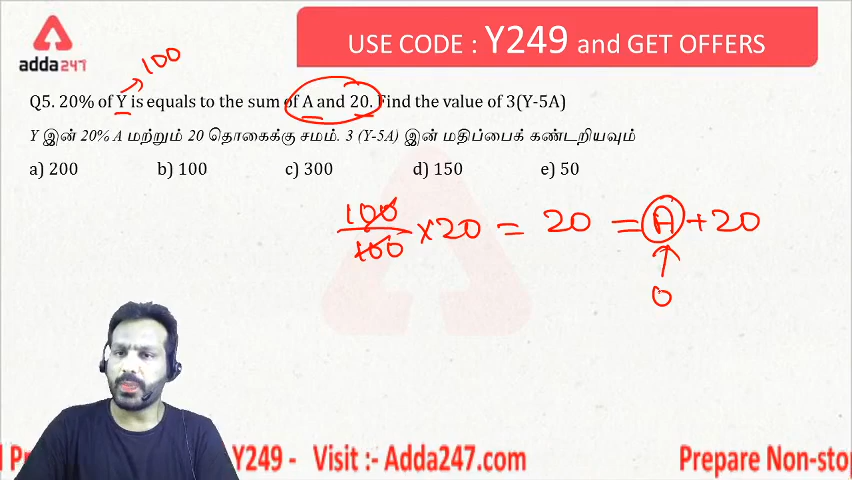 USE CODE : Y249 and GET OFFERS
adda247
100
Q5. 20% of Y is equals to the sum of A and 20. Find the value of 3(Y-5A)
Y இன் 20% A மற்றும் 20 தொகைக்கு சமம். 3 (Y-5A) இன் மதிப்பைக் கண்டறியவும்
a) 200 b) 100 c) 300 d) 150 e) 50
100/100 × 20 = 20 = A + 20
0
Y249 - Visit :- Adda247.com Prepare Non-stop